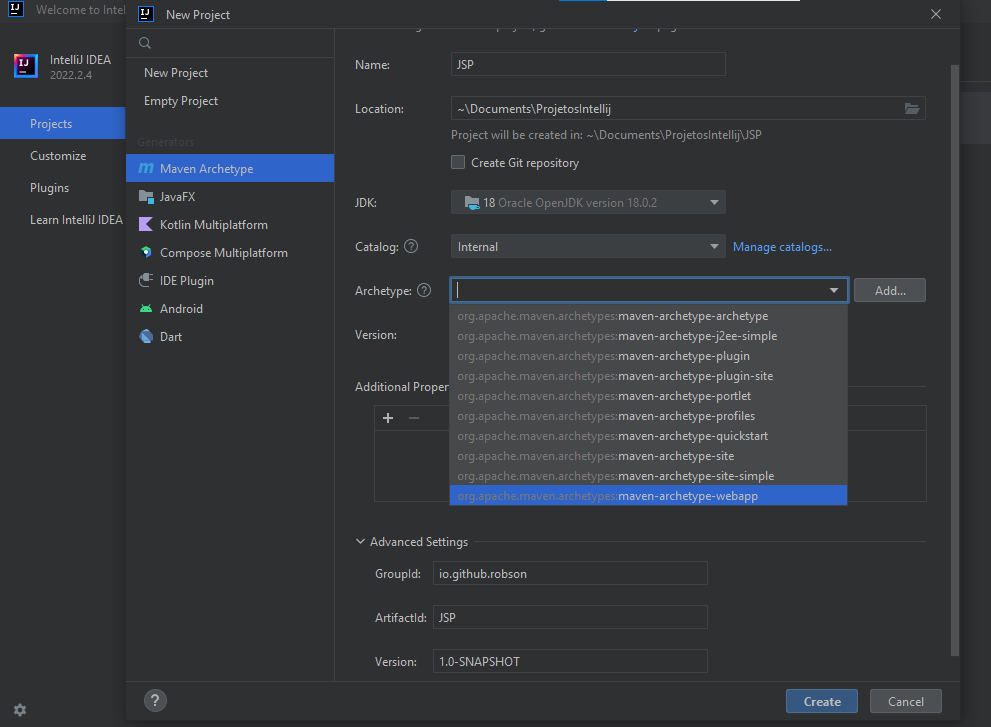 Welcome to Intel
New Project
IntelliJ IDEA
2022.2.4
Projects
Customize
Plugins
Learn IntelliJ IDEA
New Project
Empty Project
Generators
Maven Archetype
JavaFX
Kotlin Multiplatform
Compose Multiplatform
IDE Plugin
Android
Dart
Name:
JSP
Location:
~\Documents\ProjetosIntellij
Project will be created in: ~\Documents\ProjetosIntellij\JSP
Create Git repository
JDK:
18 Oracle OpenJDK version 18.0.2
Catalog:
Internal
Manage catalogs...
Archetype:
Add...
org.apache.maven.archetypes:maven-archetype-archetype
org.apache.maven.archetypes:maven-archetype-j2ee-simple
org.apache.maven.archetypes:maven-archetype-plugin
org.apache.maven.archetypes:maven-archetype-plugin-site
org.apache.maven.archetypes:maven-archetype-portlet
org.apache.maven.archetypes:maven-archetype-profiles
org.apache.maven.archetypes:maven-archetype-quickstart
org.apache.maven.archetypes:maven-archetype-site
org.apache.maven.archetypes:maven-archetype-site-simple
org.apache.maven.archetypes:maven-archetype-webapp
Version:
Additional Proper
Advanced Settings
GroupId:
io.github.robson
ArtifactId:
JSP
Version:
1.0-SNAPSHOT
?
Create
Cancel